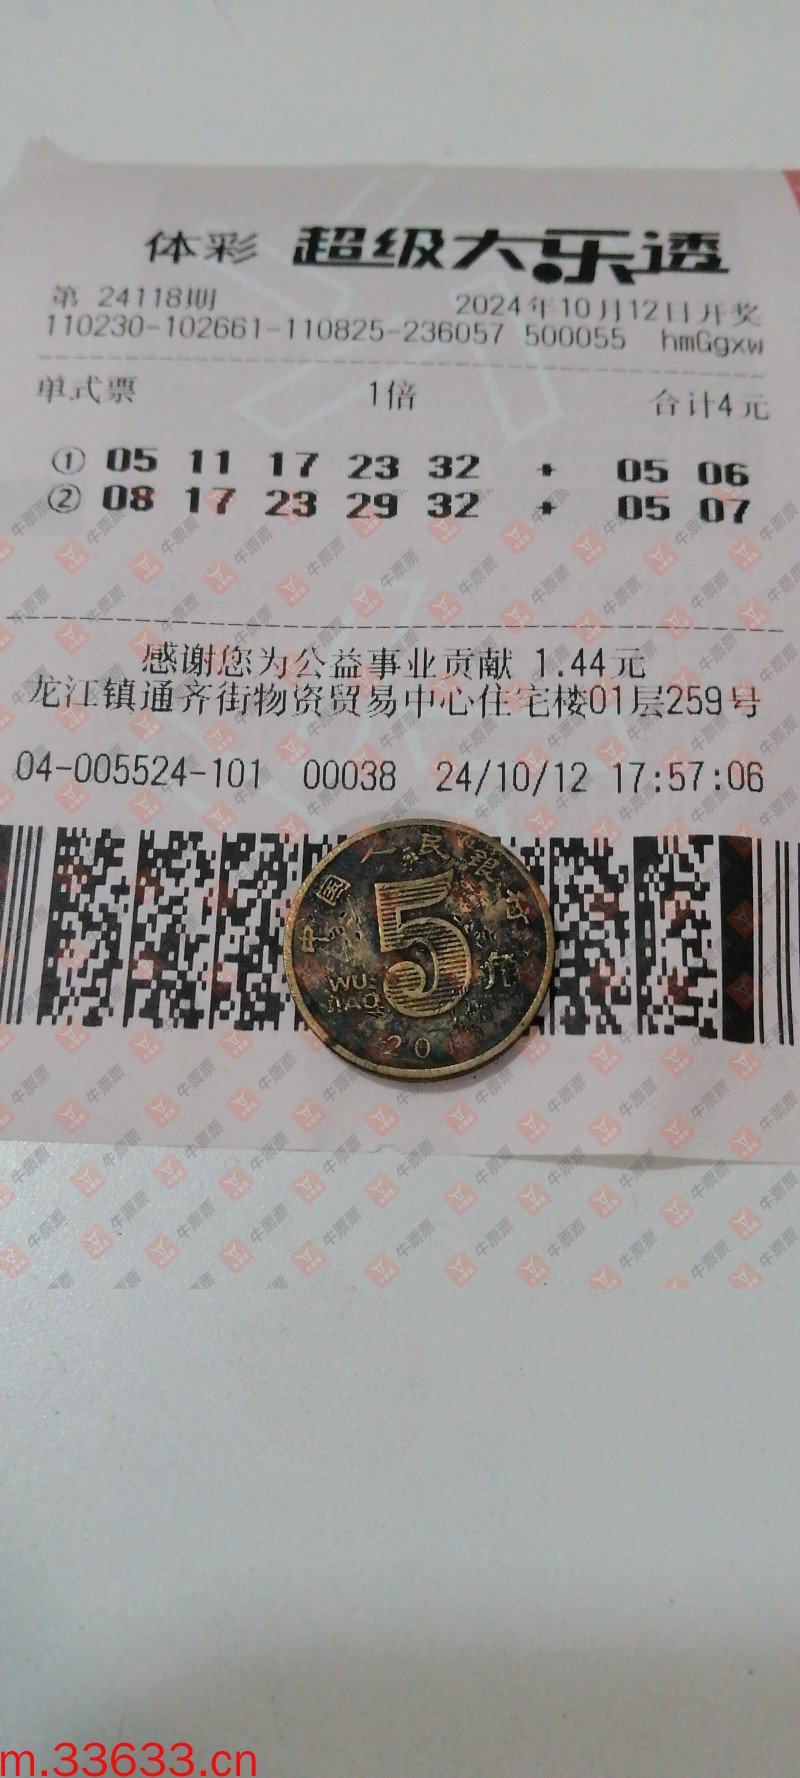 体彩 超级大乐透
第 24118期 2024年10月12日开奖
110230-102661-110825-236057 500055 hmGgxw
单式票 1倍 合计4元
① 05 11 17 23 32 + 05 06
② 08 17 23 29 32 + 05 07
感谢您为公益事业贡献 1.44元
龙江镇通齐街物资贸易中心住宅楼01层259号
04-005524-101 00038 24/10/12 17:57:06
中国人民银行
5 角
WU JIAO
20
牛票票
m.33633.cn